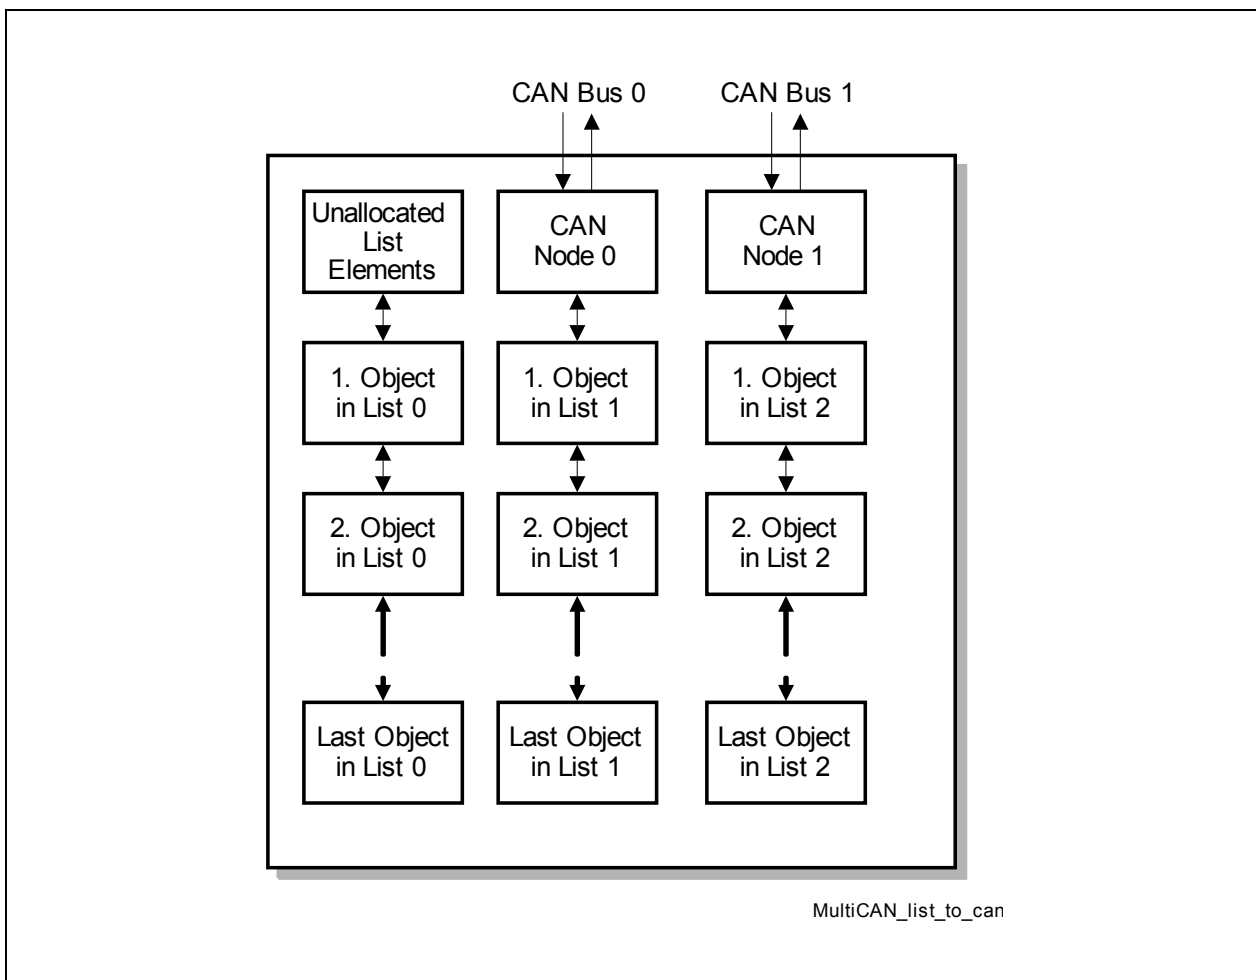 CAN Bus 0
CAN Bus 1
Unallocated
List
Elements
CAN
Node 0
CAN
Node 1
1. Object
in List 0
1. Object
in List 1
1. Object
in List 2
2. Object
in List 0
2. Object
in List 1
2. Object
in List 2
Last Object
in List 0
Last Object
in List 1
Last Object
in List 2
MultiCAN_list_to_can